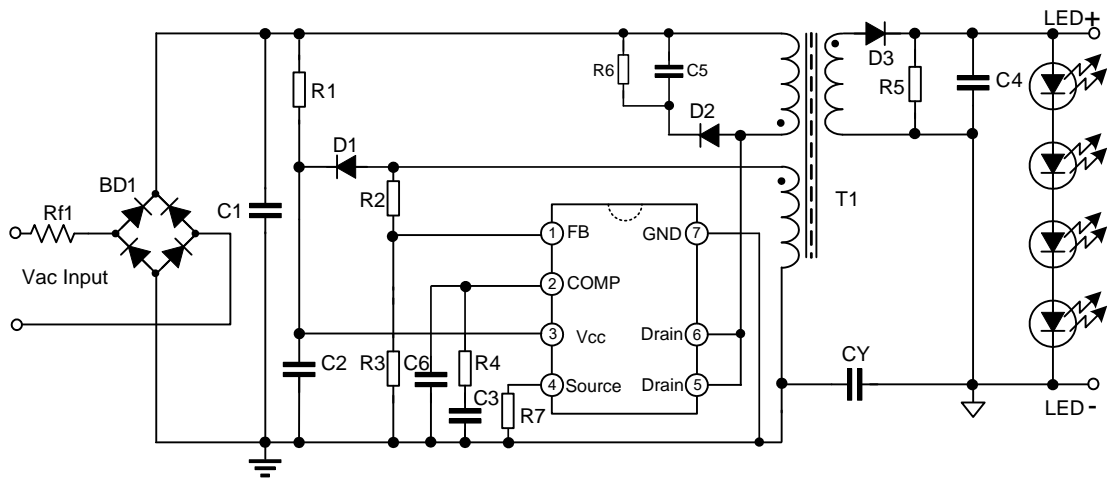 LED+
D3
R1
R6
C5
R5
C4
D2
D1
BD1
R2
T1
Rf1
C1
1
FB
GND
7
Vac Input
2
COMP
3
Vcc
Drain
6
C2
R3
C6
R4
CY
4
Source
Drain
5
C3
R7
LED-